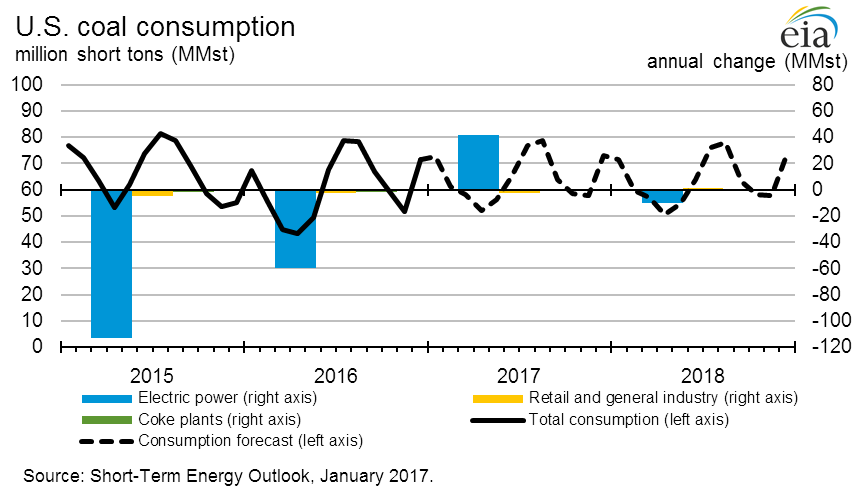 U.S. coal consumption
million short tons (MMst)
eia
annual change (MMst)
100 80
90 60
80 40
70 20
60 0
50 -20
40 -40
30 -60
20 -80
10 -100
0 -120
2015 2016 2017 2018
Electric power (right axis) Retail and general industry (right axis)
Coke plants (right axis) Total consumption (left axis)
Consumption forecast (left axis)
Source: Short-Term Energy Outlook, January 2017.